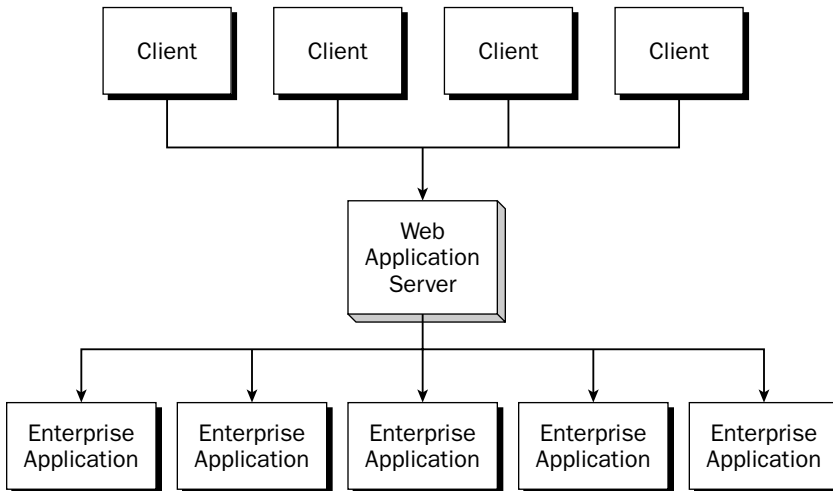 Client
Client
Client
Client
Web
Application
Server
Enterprise
Application
Enterprise
Application
Enterprise
Application
Enterprise
Application
Enterprise
Application